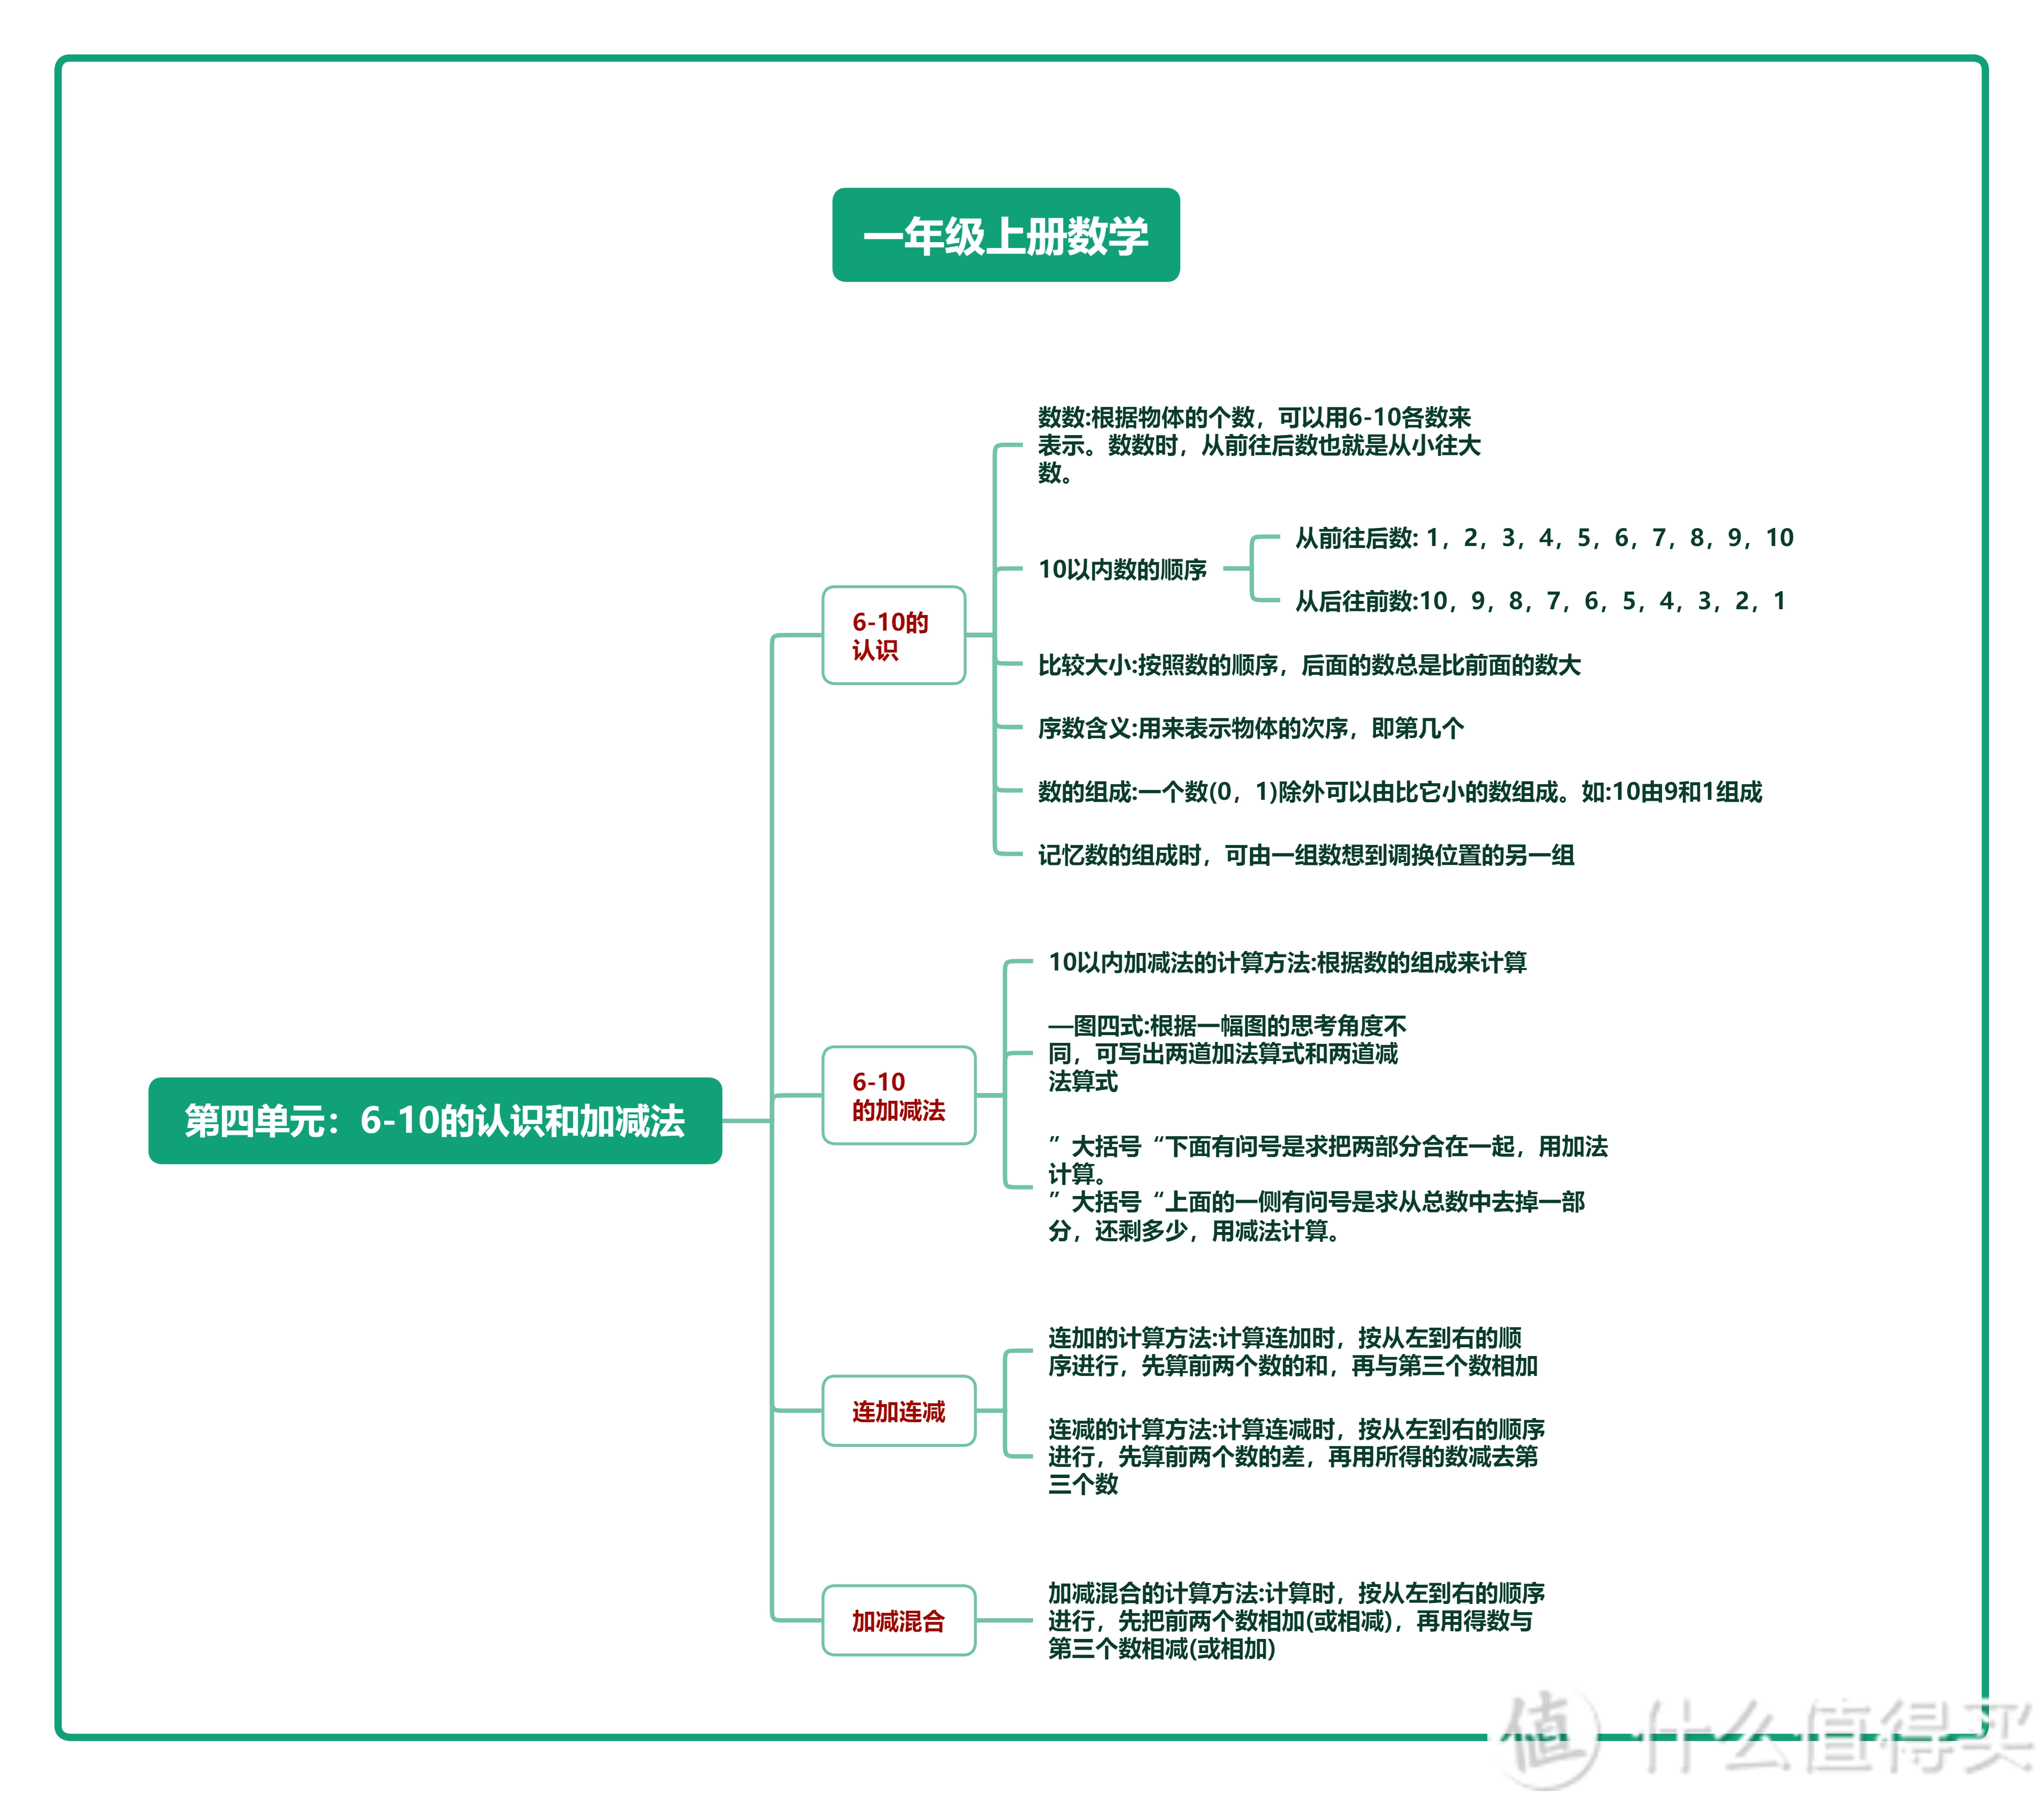 一年级上册数学
第四单元：6-10的认识和加减法
6-10的
认识
数数:根据物体的个数，可以用6-10各数来
表示。数数时，从前往后数也就是从小往大
数。
10以内数的顺序
从前往后数: 1，2，3，4，5，6，7，8，9，10
从后往前数:10，9，8，7，6，5，4，3，2，1
比较大小:按照数的顺序，后面的数总是比前面的数大
序数含义:用来表示物体的次序，即第几个
数的组成:一个数(0，1)除外可以由比它小的数组成。如:10由9和1组成
记忆数的组成时，可由一组数想到调换位置的另一组
6-10
的加减法
10以内加减法的计算方法:根据数的组成来计算
—图四式:根据一幅图的思考角度不
同，可写出两道加法算式和两道减
法算式
”大括号“下面有问号是求把两部分合在一起，用加法
计算。
”大括号“上面的一侧有问号是求从总数中去掉一部
分，还剩多少，用减法计算。
连加连减
连加的计算方法:计算连加时，按从左到右的顺
序进行，先算前两个数的和，再与第三个数相加
连减的计算方法:计算连减时，按从左到右的顺序
进行，先算前两个数的差，再用所得的数减去第
三个数
加减混合
加减混合的计算方法:计算时，按从左到右的顺序
进行，先把前两个数相加(或相减)，再用得数与
第三个数相减(或相加)
值 什么值得买